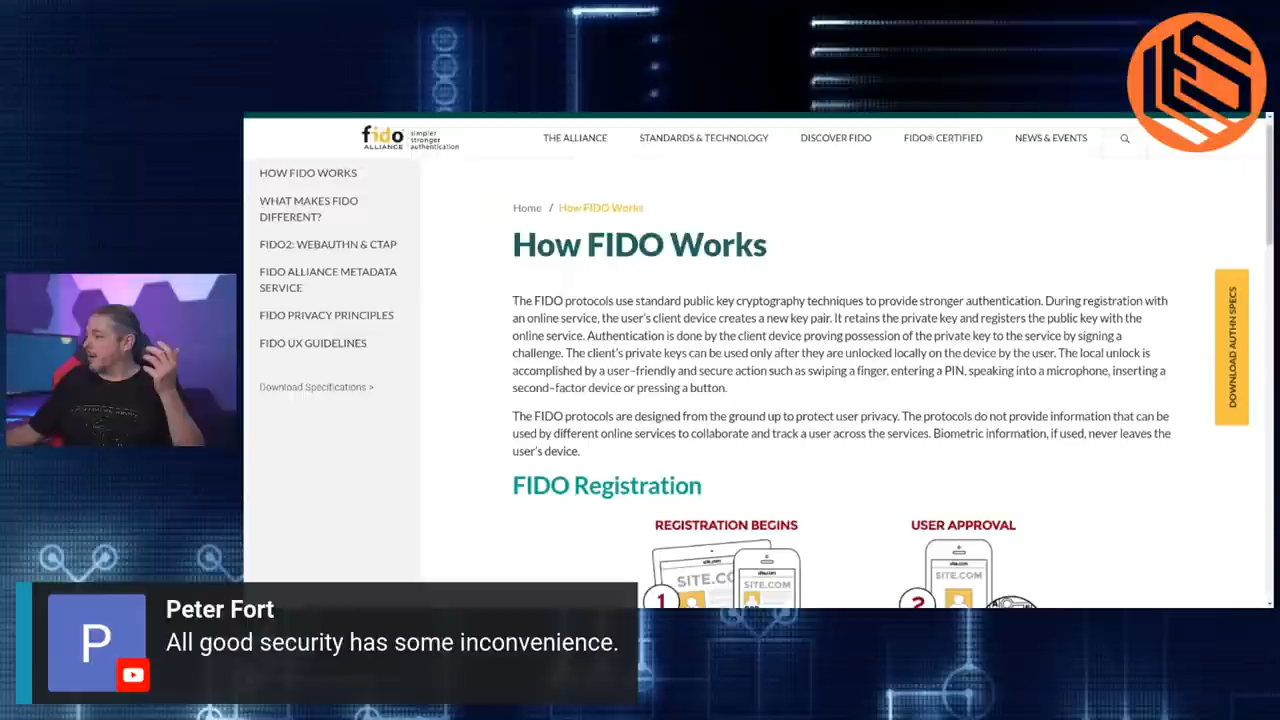 fido
ALLIANCE
simpler
stronger
authentication
THE ALLIANCE
STANDARDS & TECHNOLOGY
DISCOVER FIDO
FIDO® CERTIFIED
NEWS & EVENTS
HOW FIDO WORKS
WHAT MAKES FIDO
DIFFERENT?
FIDO2: WEBAUTHN & CTAP
FIDO ALLIANCE METADATA
SERVICE
FIDO PRIVACY PRINCIPLES
FIDO UX GUIDELINES
Download Specifications >
Home / How FIDO Works
How FIDO Works
The FIDO protocols use standard public key cryptography techniques to provide stronger authentication. During registration with
an online service, the user's client device creates a new key pair. It retains the private key and registers the public key with the
online service. Authentication is done by the client device proving possession of the private key to the service by signing a
challenge. The client's private keys can be used only after they are unlocked locally on the device by the user. The local unlock is
accomplished by a user–friendly and secure action such as swiping a finger, entering a PIN, speaking into a microphone, inserting a
second–factor device or pressing a button.
The FIDO protocols are designed from the ground up to protect user privacy. The protocols do not provide information that can be
used by different online services to collaborate and track a user across the services. Biometric information, if used, never leaves the
user's device.
FIDO Registration
REGISTRATION BEGINS
USER APPROVAL
SITE.CO
SITE.COM
1
SITE.COM
2
DOWNLOAD AUTHN SPECS
P
Peter Fort
All good security has some inconvenience.